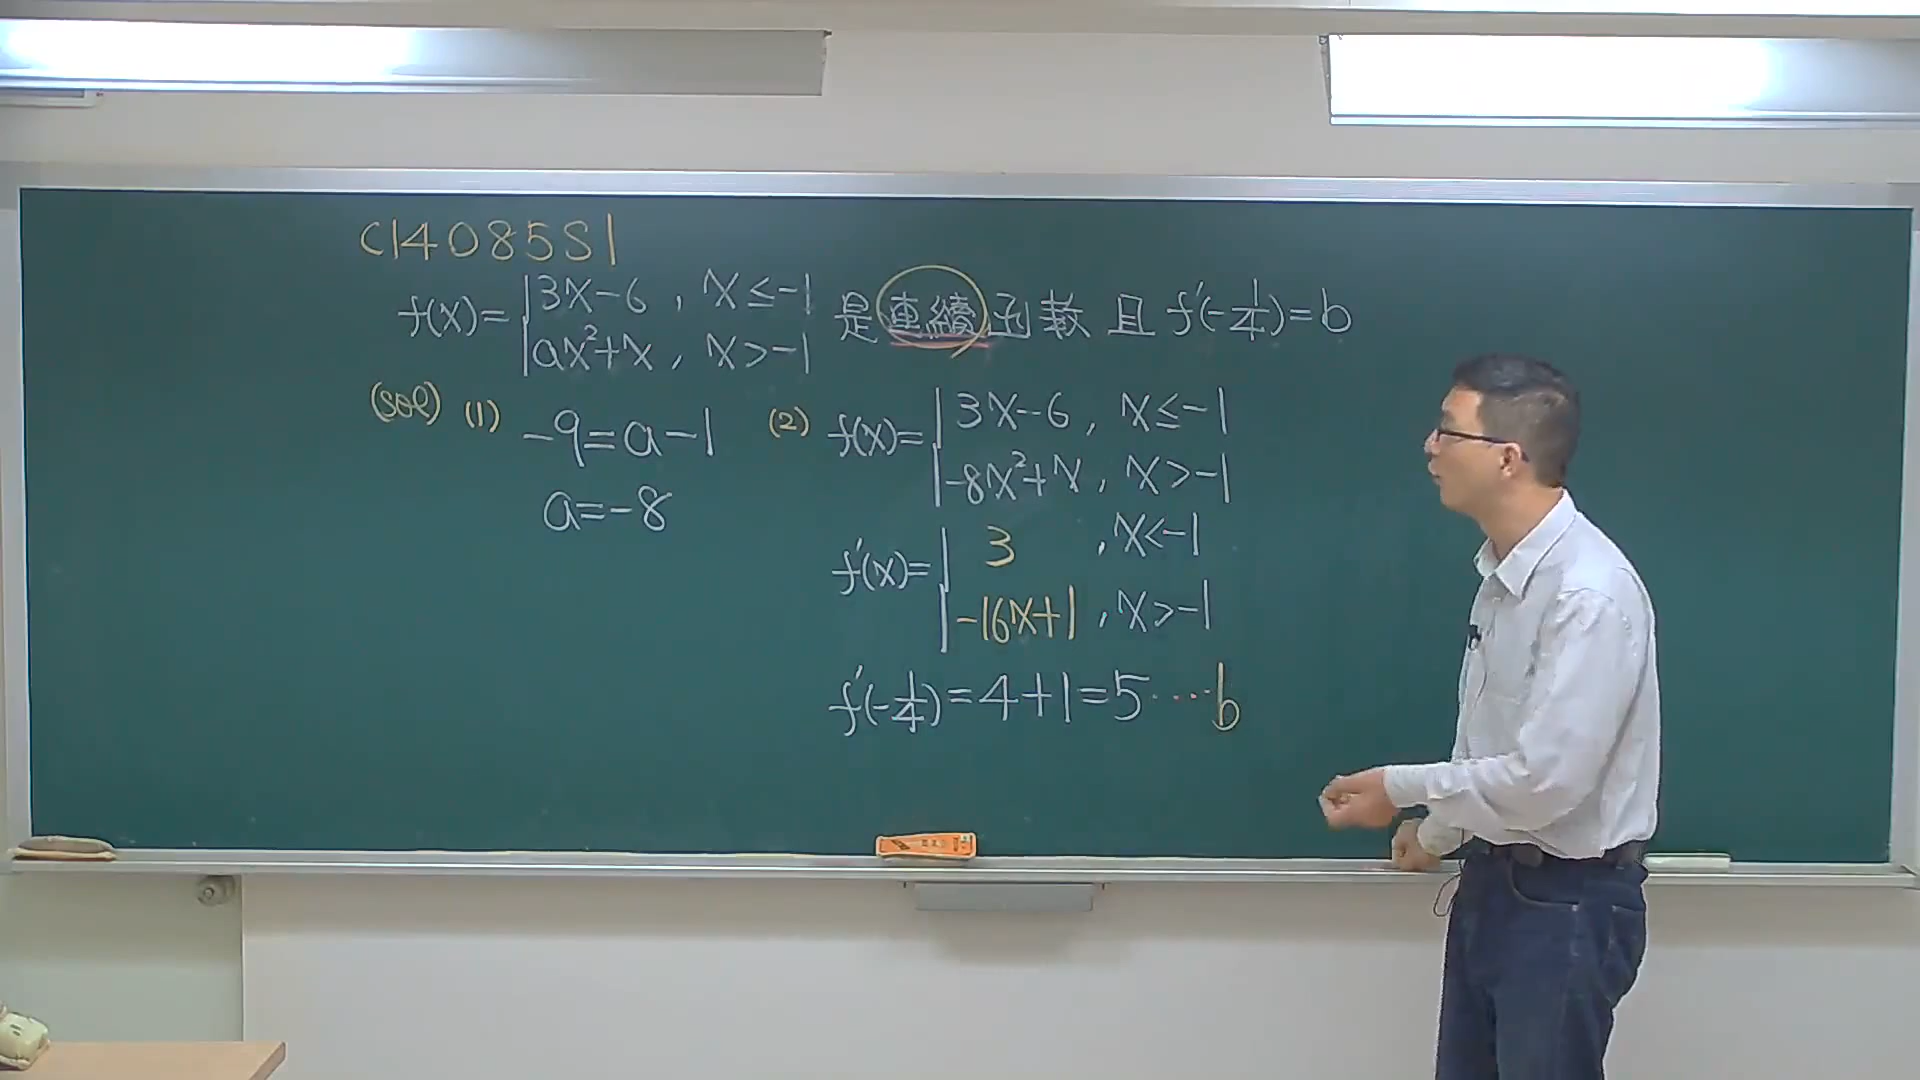 C14085S1
f(x)= 3x-6 , x≤-1
ax²+x , x>-1
是連續函數 且 f'(-1/4)=b
(sol) (1) -9=a-1
a=-8
(2) f(x)= 3x-6 , x≤-1
-8x²+x , x>-1
f'(x)= 3 , x<-1
-16x+1 , x>-1
f'(-1/4)=4+1=5‧‧‧‧b